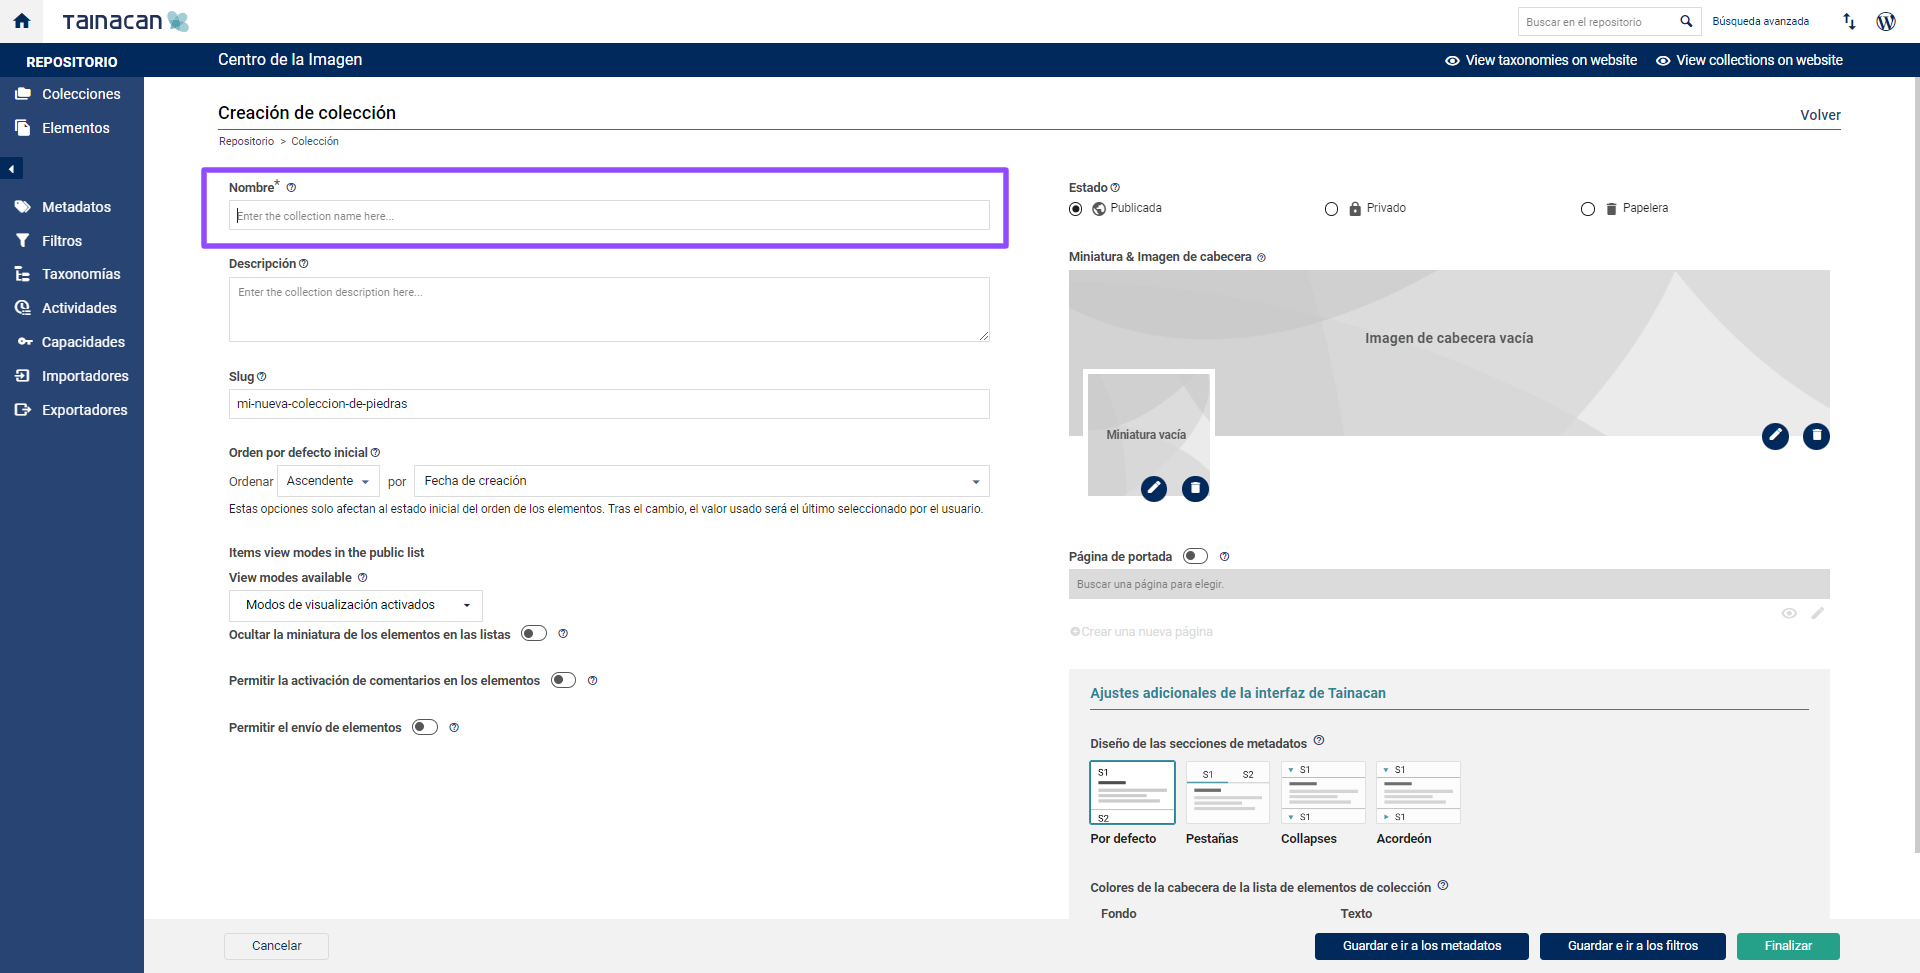 TAINACAN
Buscar en el repositorio
Búsqueda avanzada
REPOSITORIO
Centro de la Imagen
View taxonomies on website
View collections on website
Colecciones
Elementos
Metadatos
Filtros
Taxonomías
Actividades
Capacidades
Importadores
Exportadores
Creación de colección
Volver
Repositorio > Colección
Nombre*
Enter the collection name here...
Descripción
Enter the collection description here...
Slug
mi-nueva-coleccion-de-piedras
Orden por defecto inicial
Ordenar Ascendente por Fecha de creación
Estas opciones solo afectan al estado inicial del orden de los elementos. Tras el cambio, el valor usado será el último seleccionado por el usuario.
Items view modes in the public list
View modes available
Modos de visualización activados
Ocultar la miniatura de los elementos en las listas
Permitir la activación de comentarios en los elementos
Permitir el envío de elementos
Estado
Publicada
Privado
Papelera
Miniatura & Imagen de cabecera
Imagen de cabecera vacía
Miniatura vacía
Página de portada
Buscar una página para elegir.
Crear una nueva página
Ajustes adicionales de la interfaz de Tainacan
Diseño de las secciones de metadatos
S1
S2
S1 S2
S1
S1
S1
S1
Por defecto
Pestañas
Collapses
Acordeón
Colores de la cabecera de la lista de elementos de colección
Fondo
Texto
Cancelar
Guardar e ir a los metadatos
Guardar e ir a los filtros
Finalizar